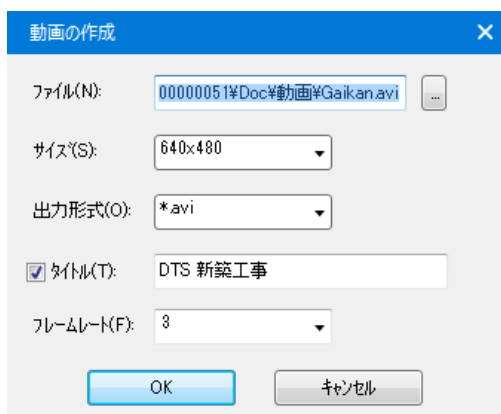 動画の作成
ファイル(N): 00000051¥Doc¥動画¥Gaikan.avi ...
サイズ(S): 640x480
出力形式(O): *.avi
タイトル(T): DTS 新築工事
フレームレート(F): 3
OK キャンセル